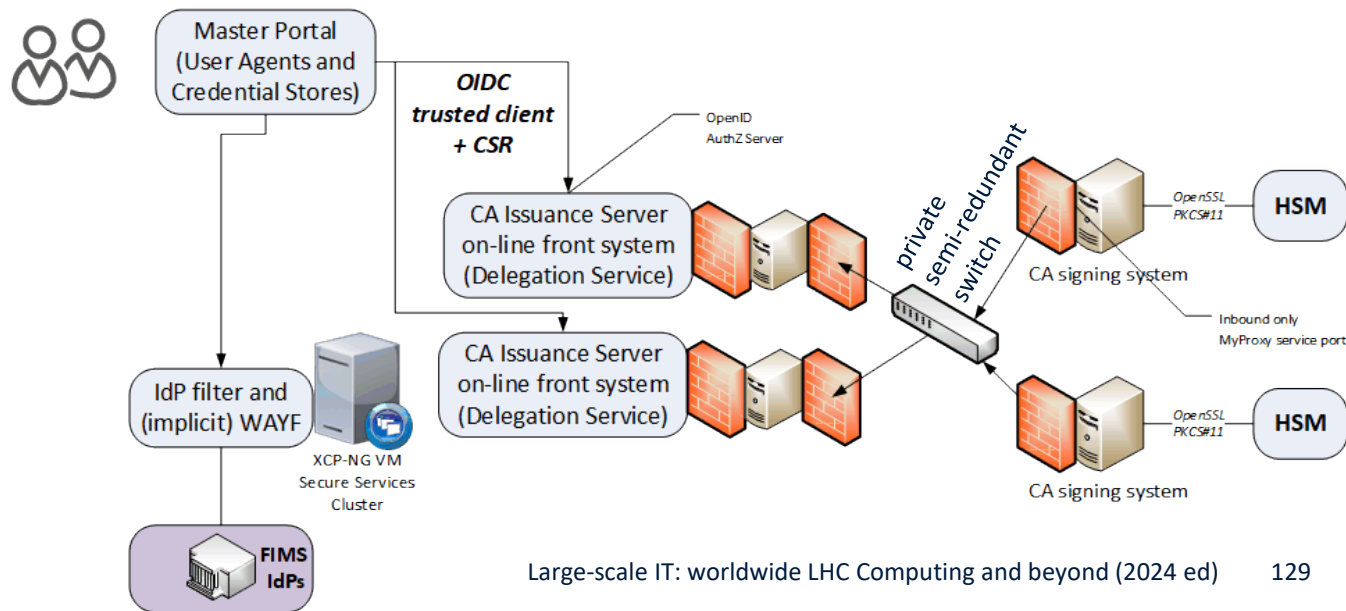 Master Portal
(User Agents and
Credential Stores)
OIDC
trusted client
+ CSR
OpenID
AuthZ Server
CA Issuance Server
on-line front system
(Delegation Service)
private
semi-redundant
switch
OpenSSL
PKCS#11
HSM
CA signing system
Inbound only
MyProxy service port
CA Issuance Server
on-line front system
(Delegation Service)
OpenSSL
PKCS#11
HSM
CA signing system
IdP filter and
(implicit) WAYF
XCP-NG VM
Secure Services
Cluster
FIMS
IdPs
Large-scale IT: worldwide LHC Computing and beyond (2024 ed)
129